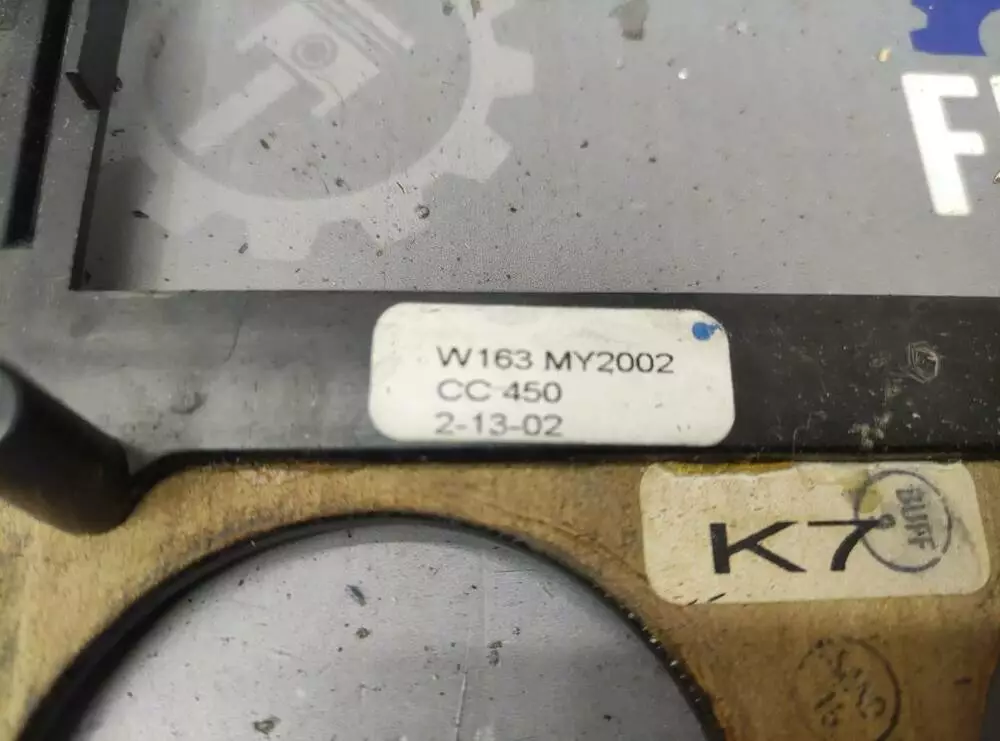 F
W163 MY2002
CC 450
2-13-02
K7
BUFF